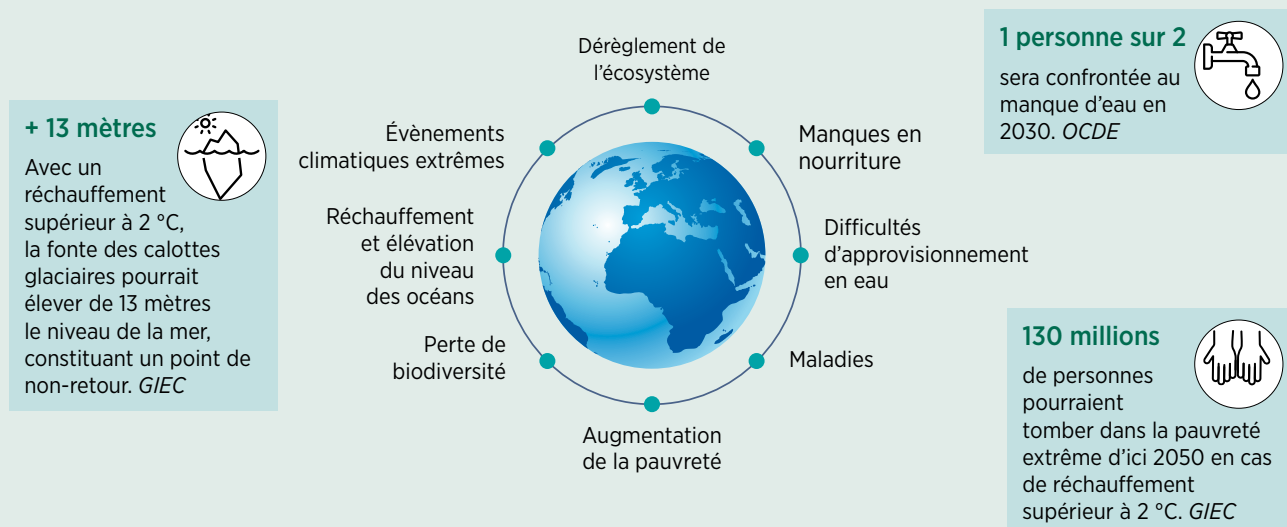 + 13 mètres
Avec un
réchauffement
supérieur à 2 °C,
la fonte des calottes
glaciaires pourrait
élever de 13 mètres
le niveau de la mer,
constituant un point de
non-retour. GIEC
Dérèglement de
l'écosystème
Évènements
climatiques extrêmes
Réchauffement
et élévation
du niveau
des océans
Perte de
biodiversité
Augmentation
de la pauvreté
Manques en
nourriture
Difficultés
d'approvisionnement
en eau
Maladies
1 personne sur 2
sera confrontée au
manque d'eau en
2030. OCDE
130 millions
de personnes
pourraient
tomber dans la pauvreté
extrême d'ici 2050 en cas
de réchauffement
supérieur à 2 °C. GIEC